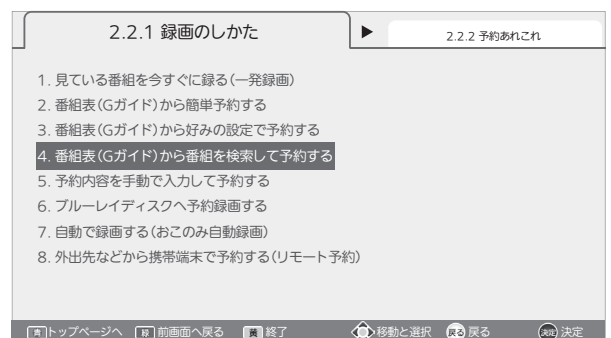 2.2.1 録画のしかた ▶ 2.2.2 予約あれこれ
1. 見ている番組を今すぐに録る(一発録画)
2. 番組表(Gガイド)から簡単予約する
3. 番組表(Gガイド)から好みの設定で予約する
4. 番組表(Gガイド)から番組を検索して予約する
5. 予約内容を手動で入力して予約する
6. ブルーレイディスクへ予約録画する
7. 自動で録画する(おこのみ自動録画)
8. 外出先などから携帯端末で予約する(リモート予約)
青 トップページへ 緑 前画面へ戻る 黄 終了 移動と選択 戻る 戻る 決定 決定